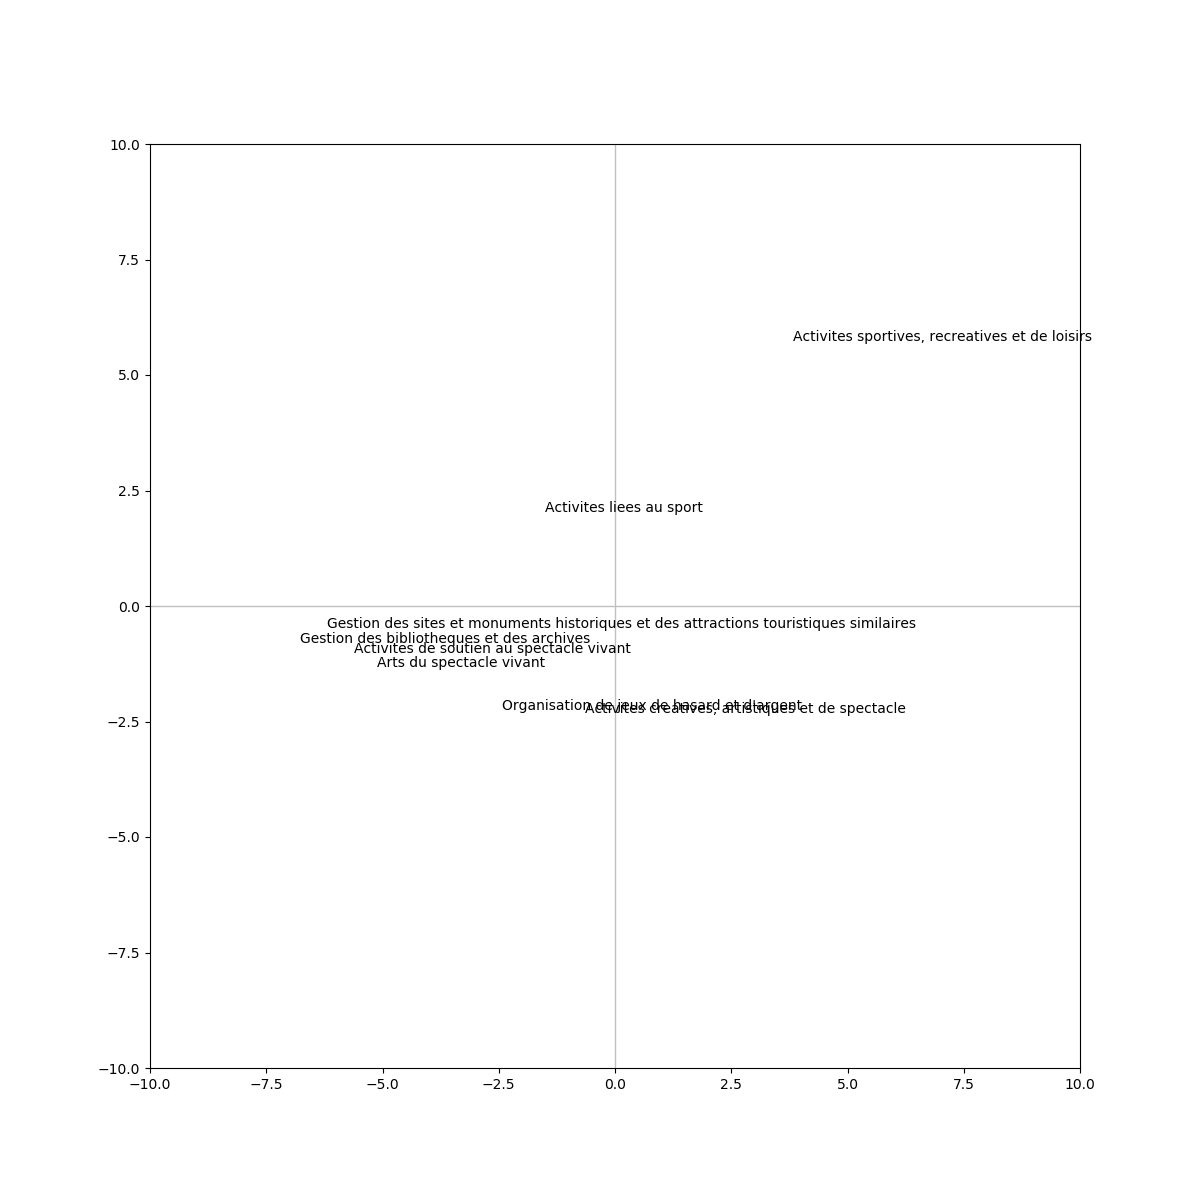 10.0
7.5
Activites sportives, recreatives et de loisirs
5.0
2.5
Activites liees au sport
0.0
Gestion des sites et monuments historiques et des attractions touristiques similaires
Gestion des bibliotheques et des archives
Activites de soutien au spectacle vivant
Arts du spectacle vivant
Organisation de jeux de hasard et d'argent
Activites creatives, artistiques et de spectacle
−2.5
−5.0
−7.5
−10.0
−10.0 −7.5 −5.0 −2.5 0.0 2.5 5.0 7.5 10.0